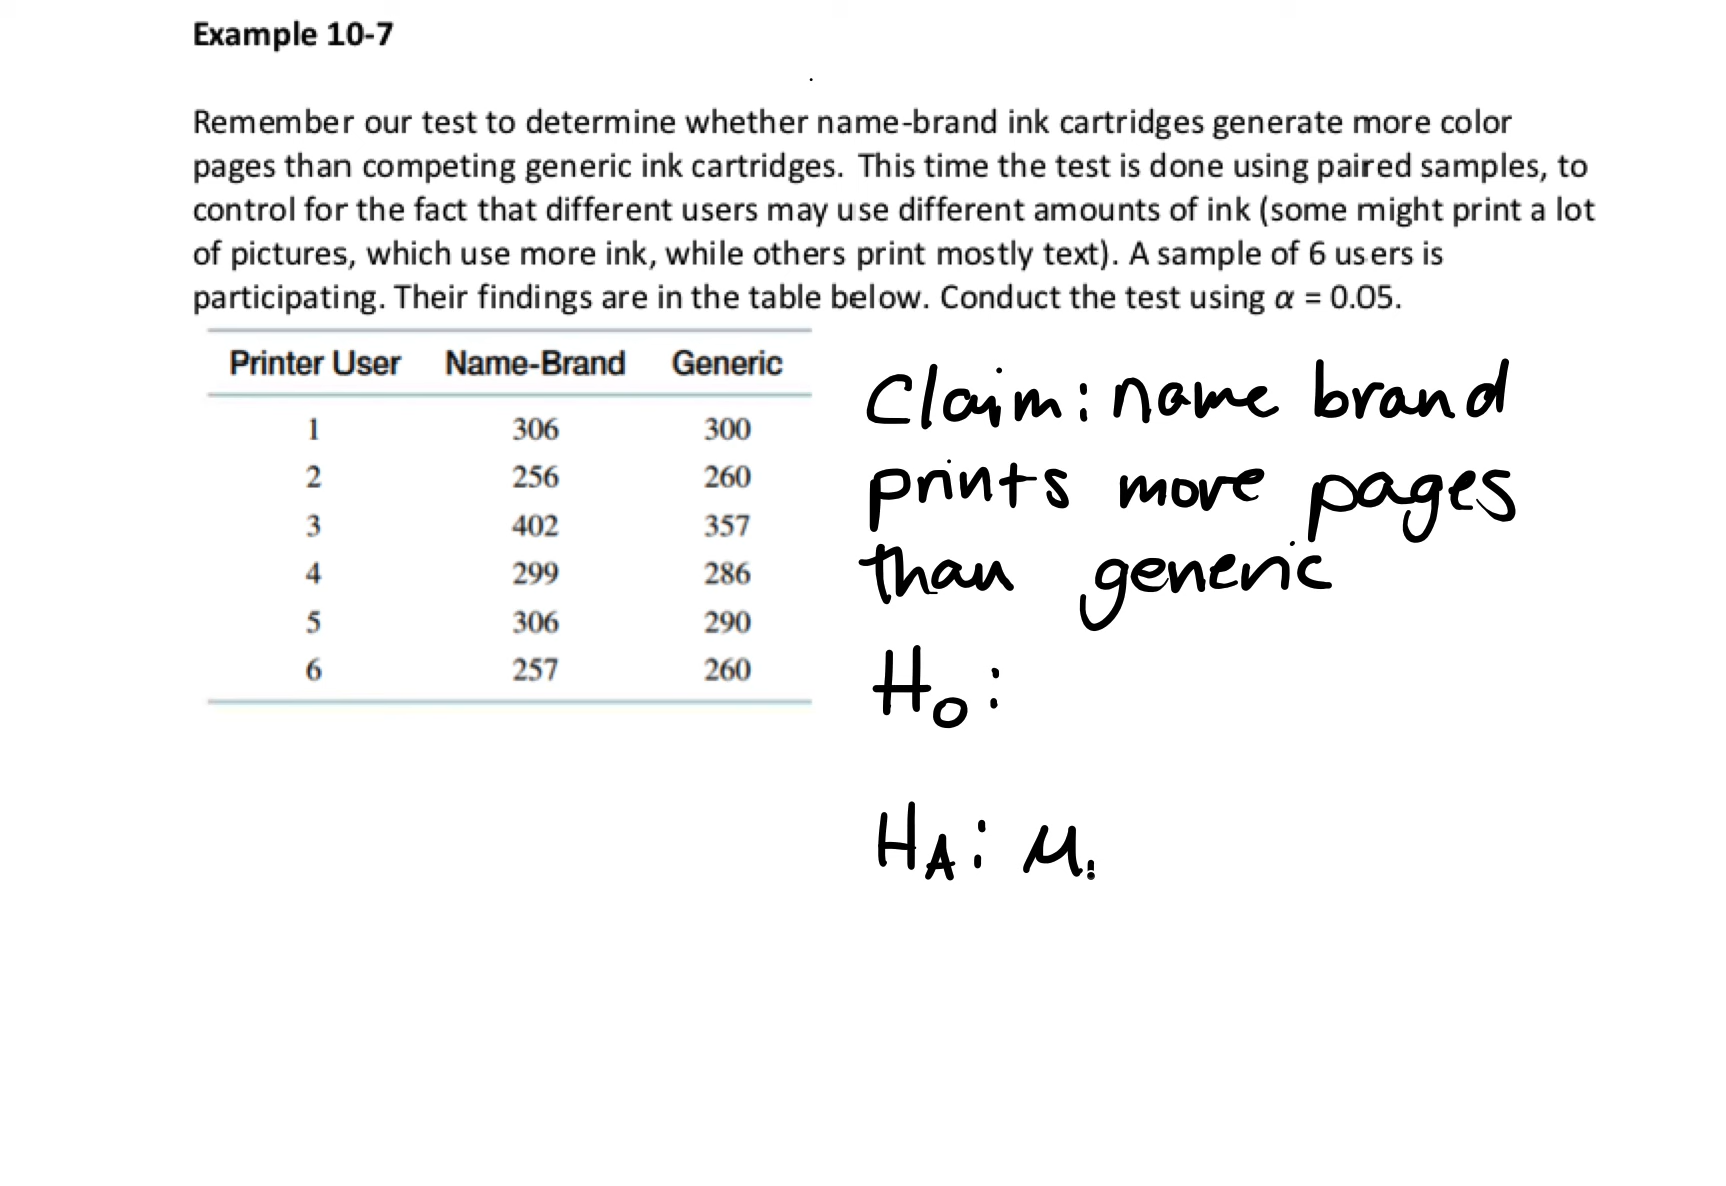 Example 10-7
Remember our test to determine whether name-brand ink cartridges generate more color
pages than competing generic ink cartridges. This time the test is done using paired samples, to
control for the fact that different users may use different amounts of ink (some might print a lot
of pictures, which use more ink, while others print mostly text). A sample of 6 users is
participating. Their findings are in the table below. Conduct the test using α = 0.05.
Printer User Name-Brand Generic
1 306 300
2 256 260
3 402 357
4 299 286
5 306 290
6 257 260
Claim: name brand
prints more pages
than generic
H₀:
H_A: μ